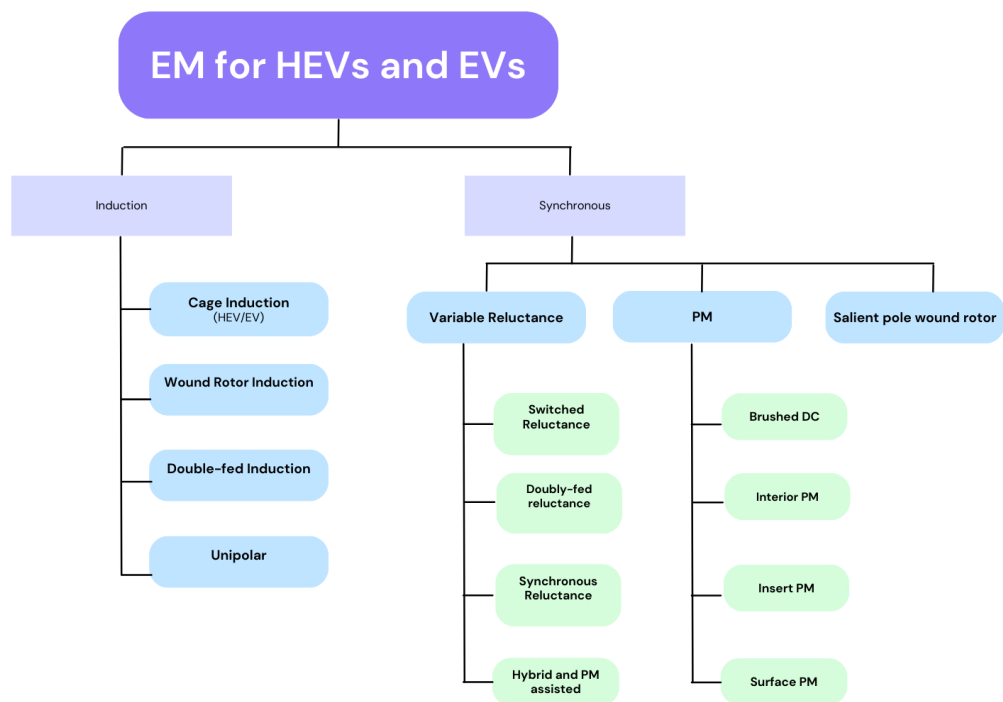 EM for HEVs and EVs
Induction
Synchronous
Cage Induction
(HEV/EV)
Wound Rotor Induction
Double-fed Induction
Unipolar
Variable Reluctance
PM
Salient pole wound rotor
Switched
Reluctance
Doubly-fed
reluctance
Synchronous
Reluctance
Hybrid and PM
assisted
Brushed DC
Interior PM
Insert PM
Surface PM